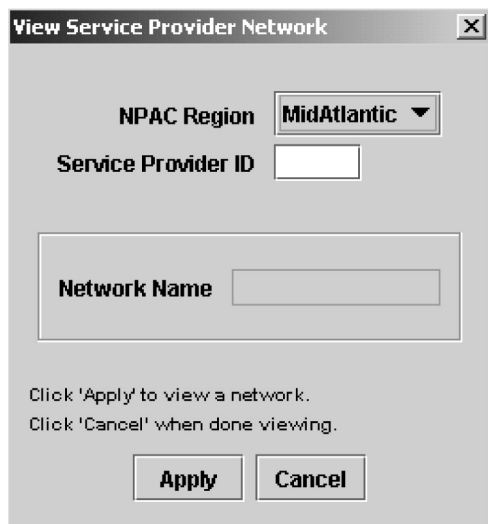 View Service Provider Network
NPAC Region MidAtlantic
Service Provider ID
Network Name
Click 'Apply' to view a network.
Click 'Cancel' when done viewing.
Apply Cancel